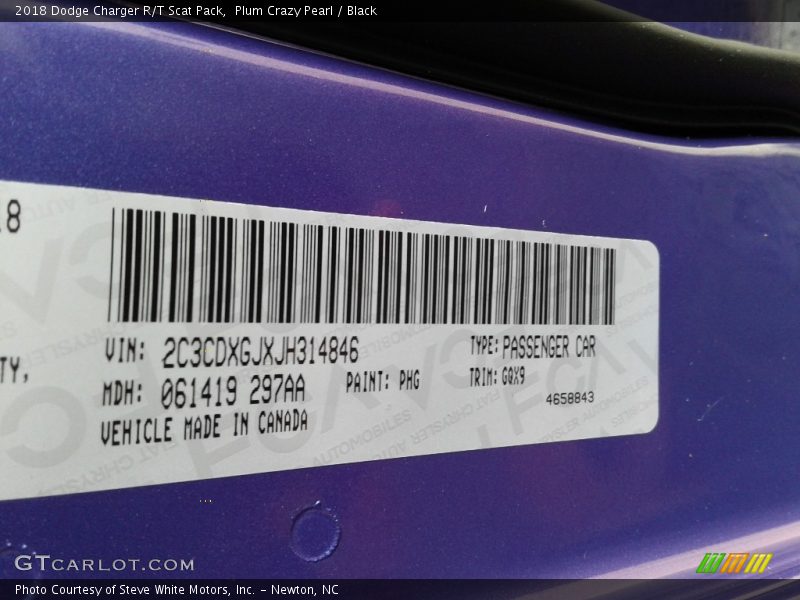 2018 Dodge Charger R/T Scat Pack, Plum Crazy Pearl / Black
18
VIN: 2C3CDXGJXJH314846
TYPE: PASSENGER CAR
TY,
MDH: 061419 297AA
PAINT: PHG
TRIM: GQX9
4658843
VEHICLE MADE IN CANADA
GTCARLOT.COM
Photo Courtesy of Steve White Motors, Inc. – Newton, NC